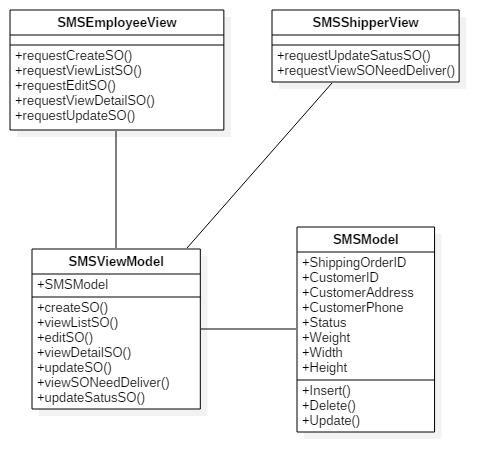 SMSEmployeeView
+requestCreateSO()
+requestViewListSO()
+requestEditSO()
+requestViewDetailSO()
+requestUpdateSO()
SMSShipperView
+requestUpdateSatusSO()
+requestViewSONeedDeliver()
SMSViewModel
+SMSModel
+createSO()
+viewListSO()
+editSO()
+viewDetailSO()
+updateSO()
+viewSONeedDeliver()
+updateSatusSO()
SMSModel
+ShippingOrderID
+CustomerID
+CustomerAddress
+CustomerPhone
+Status
+Weight
+Width
+Height
+Insert()
+Delete()
+Update()